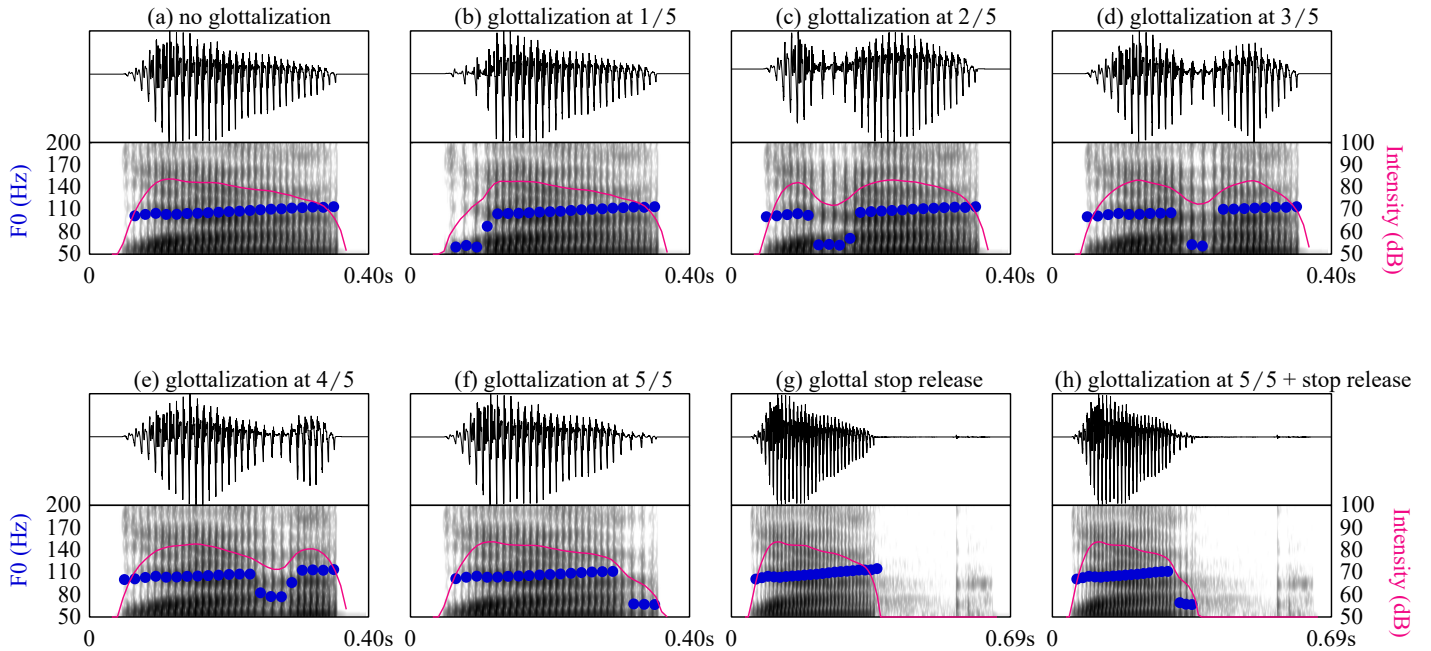 (a) no glottalization
(b) glottalization at 1/5
(c) glottalization at 2/5
(d) glottalization at 3/5
200
170
140
110
80
50
F0 (Hz)
100
90
80
70
60
50
Intensity (dB)
0 0.40s
0 0.40s
0 0.40s
0 0.40s
(e) glottalization at 4/5
(f) glottalization at 5/5
(g) glottal stop release
(h) glottalization at 5/5 + stop release
200
170
140
110
80
50
F0 (Hz)
100
90
80
70
60
50
Intensity (dB)
0 0.40s
0 0.40s
0 0.69s
0 0.69s